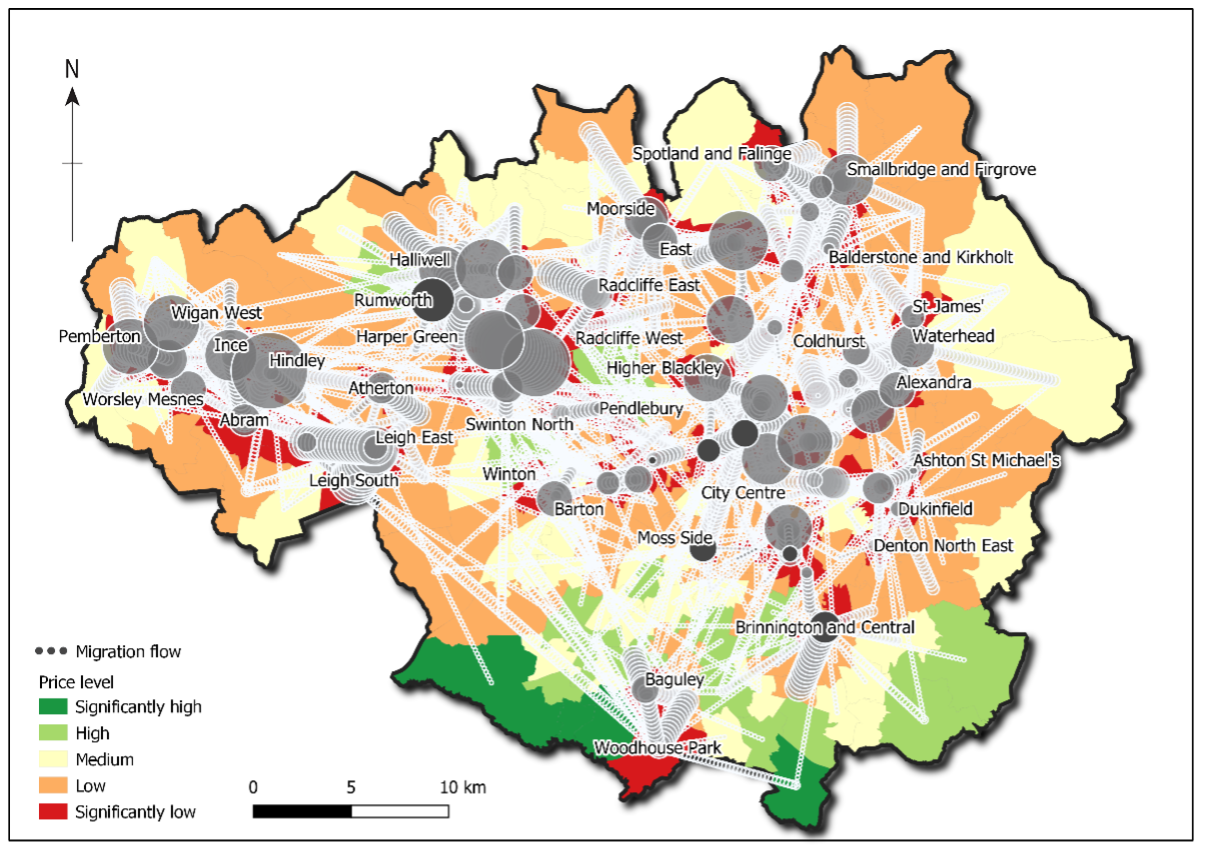 N
Spotland and Falinge
Smallbridge and Firgrove
Moorside
East
Balderstone and Kirkholt
Halliwell
Radcliffe East
Rumworth
St James'
Wigan West
Pemberton
Harper Green
Radcliffe West
Coldhurst
Waterhead
Ince
Hindley
Higher Blackley
Atherton
Alexandra
Worsley Mesnes
Pendlebury
Abram
Swinton North
Leigh East
Ashton St Michael's
Leigh South
Winton
City Centre
Barton
Dukinfield
Moss Side
Denton North East
Brinnington and Central
Baguley
Woodhouse Park
Migration flow
Price level
Significantly high
High
Medium
Low
Significantly low
0 5 10 km